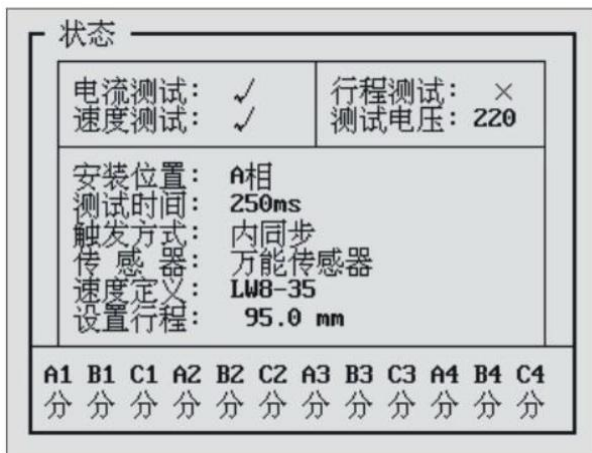 状态
电流测试: √ 行程测试: ×
速度测试: √ 测试电压: 220
安装位置: A相
测试时间: 250ms
触发方式: 内同步
传 感 器: 万能传感器
速度定义: LW8-35
设置行程: 95.0 mm
A1 B1 C1 A2 B2 C2 A3 B3 C3 A4 B4 C4
分 分 分 分 分 分 分 分 分 分 分 分